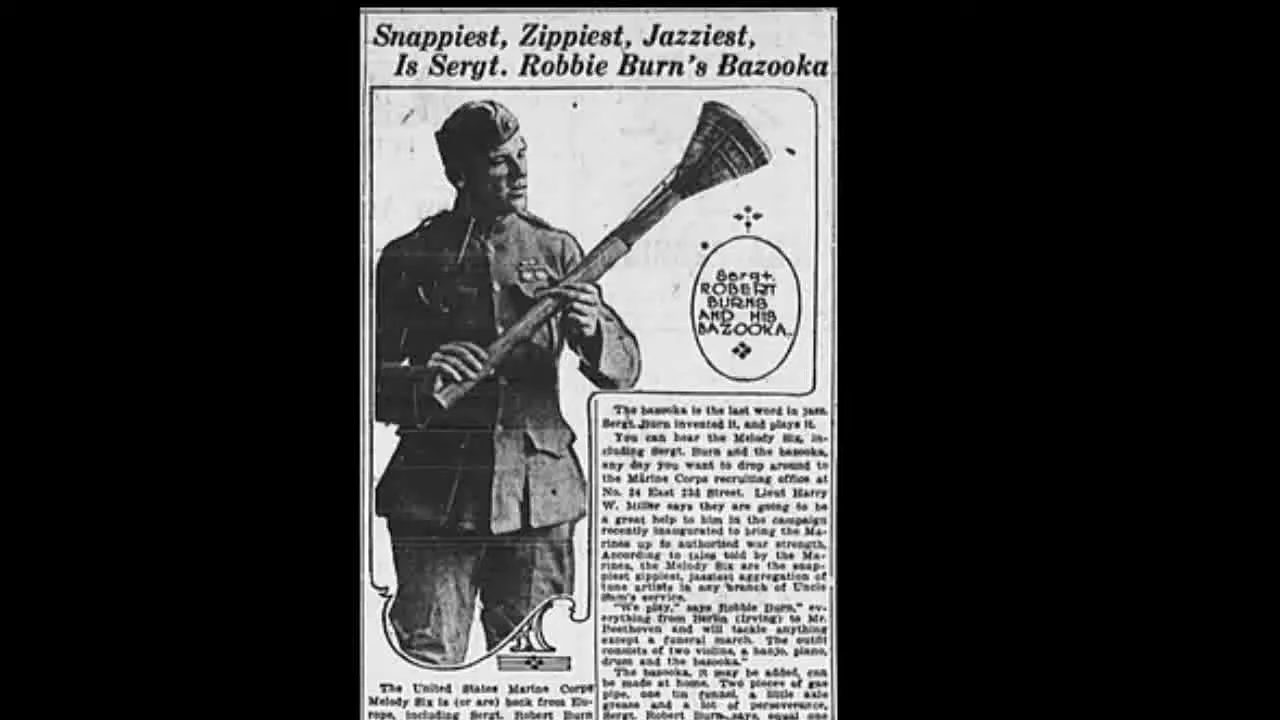 Snappiest, Zippiest, Jazziest,
Is Sergt. Robbie Burn's Bazooka
Sergt.
ROBERT
BURNS
AND HIS
BAZOOKA.
The bazooka is the last word in jazz.
Sergt. Burn invented it, and plays it.
You can hear the Melody Six, in-
cluding Sergt. Burn and the bazooka,
any day you want to drop around to
the Marine Corps recruiting office at
No. 24 East 23d Street. Lieut Harry
W. Miller says they are going to be
a great help to him in the campaign
recently inaugurated to bring the Ma-
rines up to authorized war strength.
According to tales told by the Ma-
rines, the Melody Six are the snap-
piest zippiest, jazziest aggregation of
tone artists in any branch of Uncle
Sam's service.
"We play," says Robbie Burn," ev-
erything from Berlin (Irving) to Mr.
Beethoven and will tackle anything
except a funeral march. The outfit
consists of two violins, a banjo, piano,
drum and the bazooka."
The bazooka, it may be added, can
be made at home. Two pieces of gas
pipe, one tin funnel, a little axle
grease and a lot of perseverance,
Sergt. Robert Burn says, equal one
The United States Marine Corps
Melody Six is (or are) back from Eu-
rope, including Sergt. Robert Burn